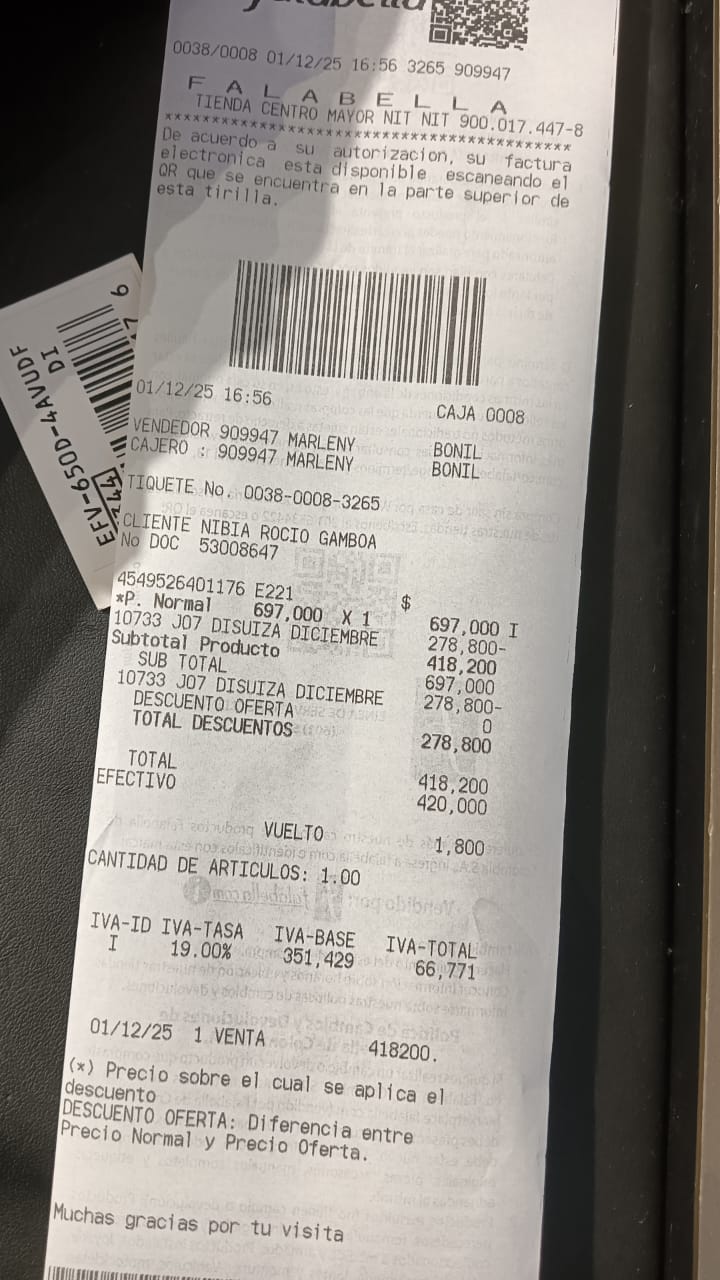 0038/0008 01/12/25 16:56 3265 909947
F A L A B E L L A
TIENDA CENTRO MAYOR NIT NIT 900.017.447-8
*******************************************
De acuerdo a su autorizacion, su factura
electronica esta disponible escaneando el
QR que se encuentra en la parte superior de
esta tirilla.
01/12/25 16:56 CAJA 0008
VENDEDOR 909947 MARLENY BONIL
CAJERO : 909947 MARLENY BONIL
TIQUETE No. 0038-0008-3265
CLIENTE NIBIA ROCIO GAMBOA
No DOC 53008647
4549526401176 E221 $ 697,000 I
*P. Normal 697,000 X 1
10733 J07 DISUIZA DICIEMBRE 278,800-
Subtotal Producto 418,200
SUB TOTAL 697,000
10733 J07 DISUIZA DICIEMBRE 278,800-
DESCUENTO OFERTA 0
TOTAL DESCUENTOS 278,800
TOTAL 418,200
EFECTIVO 420,000
VUELTO 1,800
CANTIDAD DE ARTICULOS: 1.00
IVA-ID IVA-TASA IVA-BASE IVA-TOTAL
I 19.00% 351,429 66,771
01/12/25 1 VENTA 418200.
(*) Precio sobre el cual se aplica el
descuento
DESCUENTO OFERTA: Diferencia entre
Precio Normal y Precio Oferta.
Muchas gracias por tu visita
EFV-650D-4AVUDF
DI